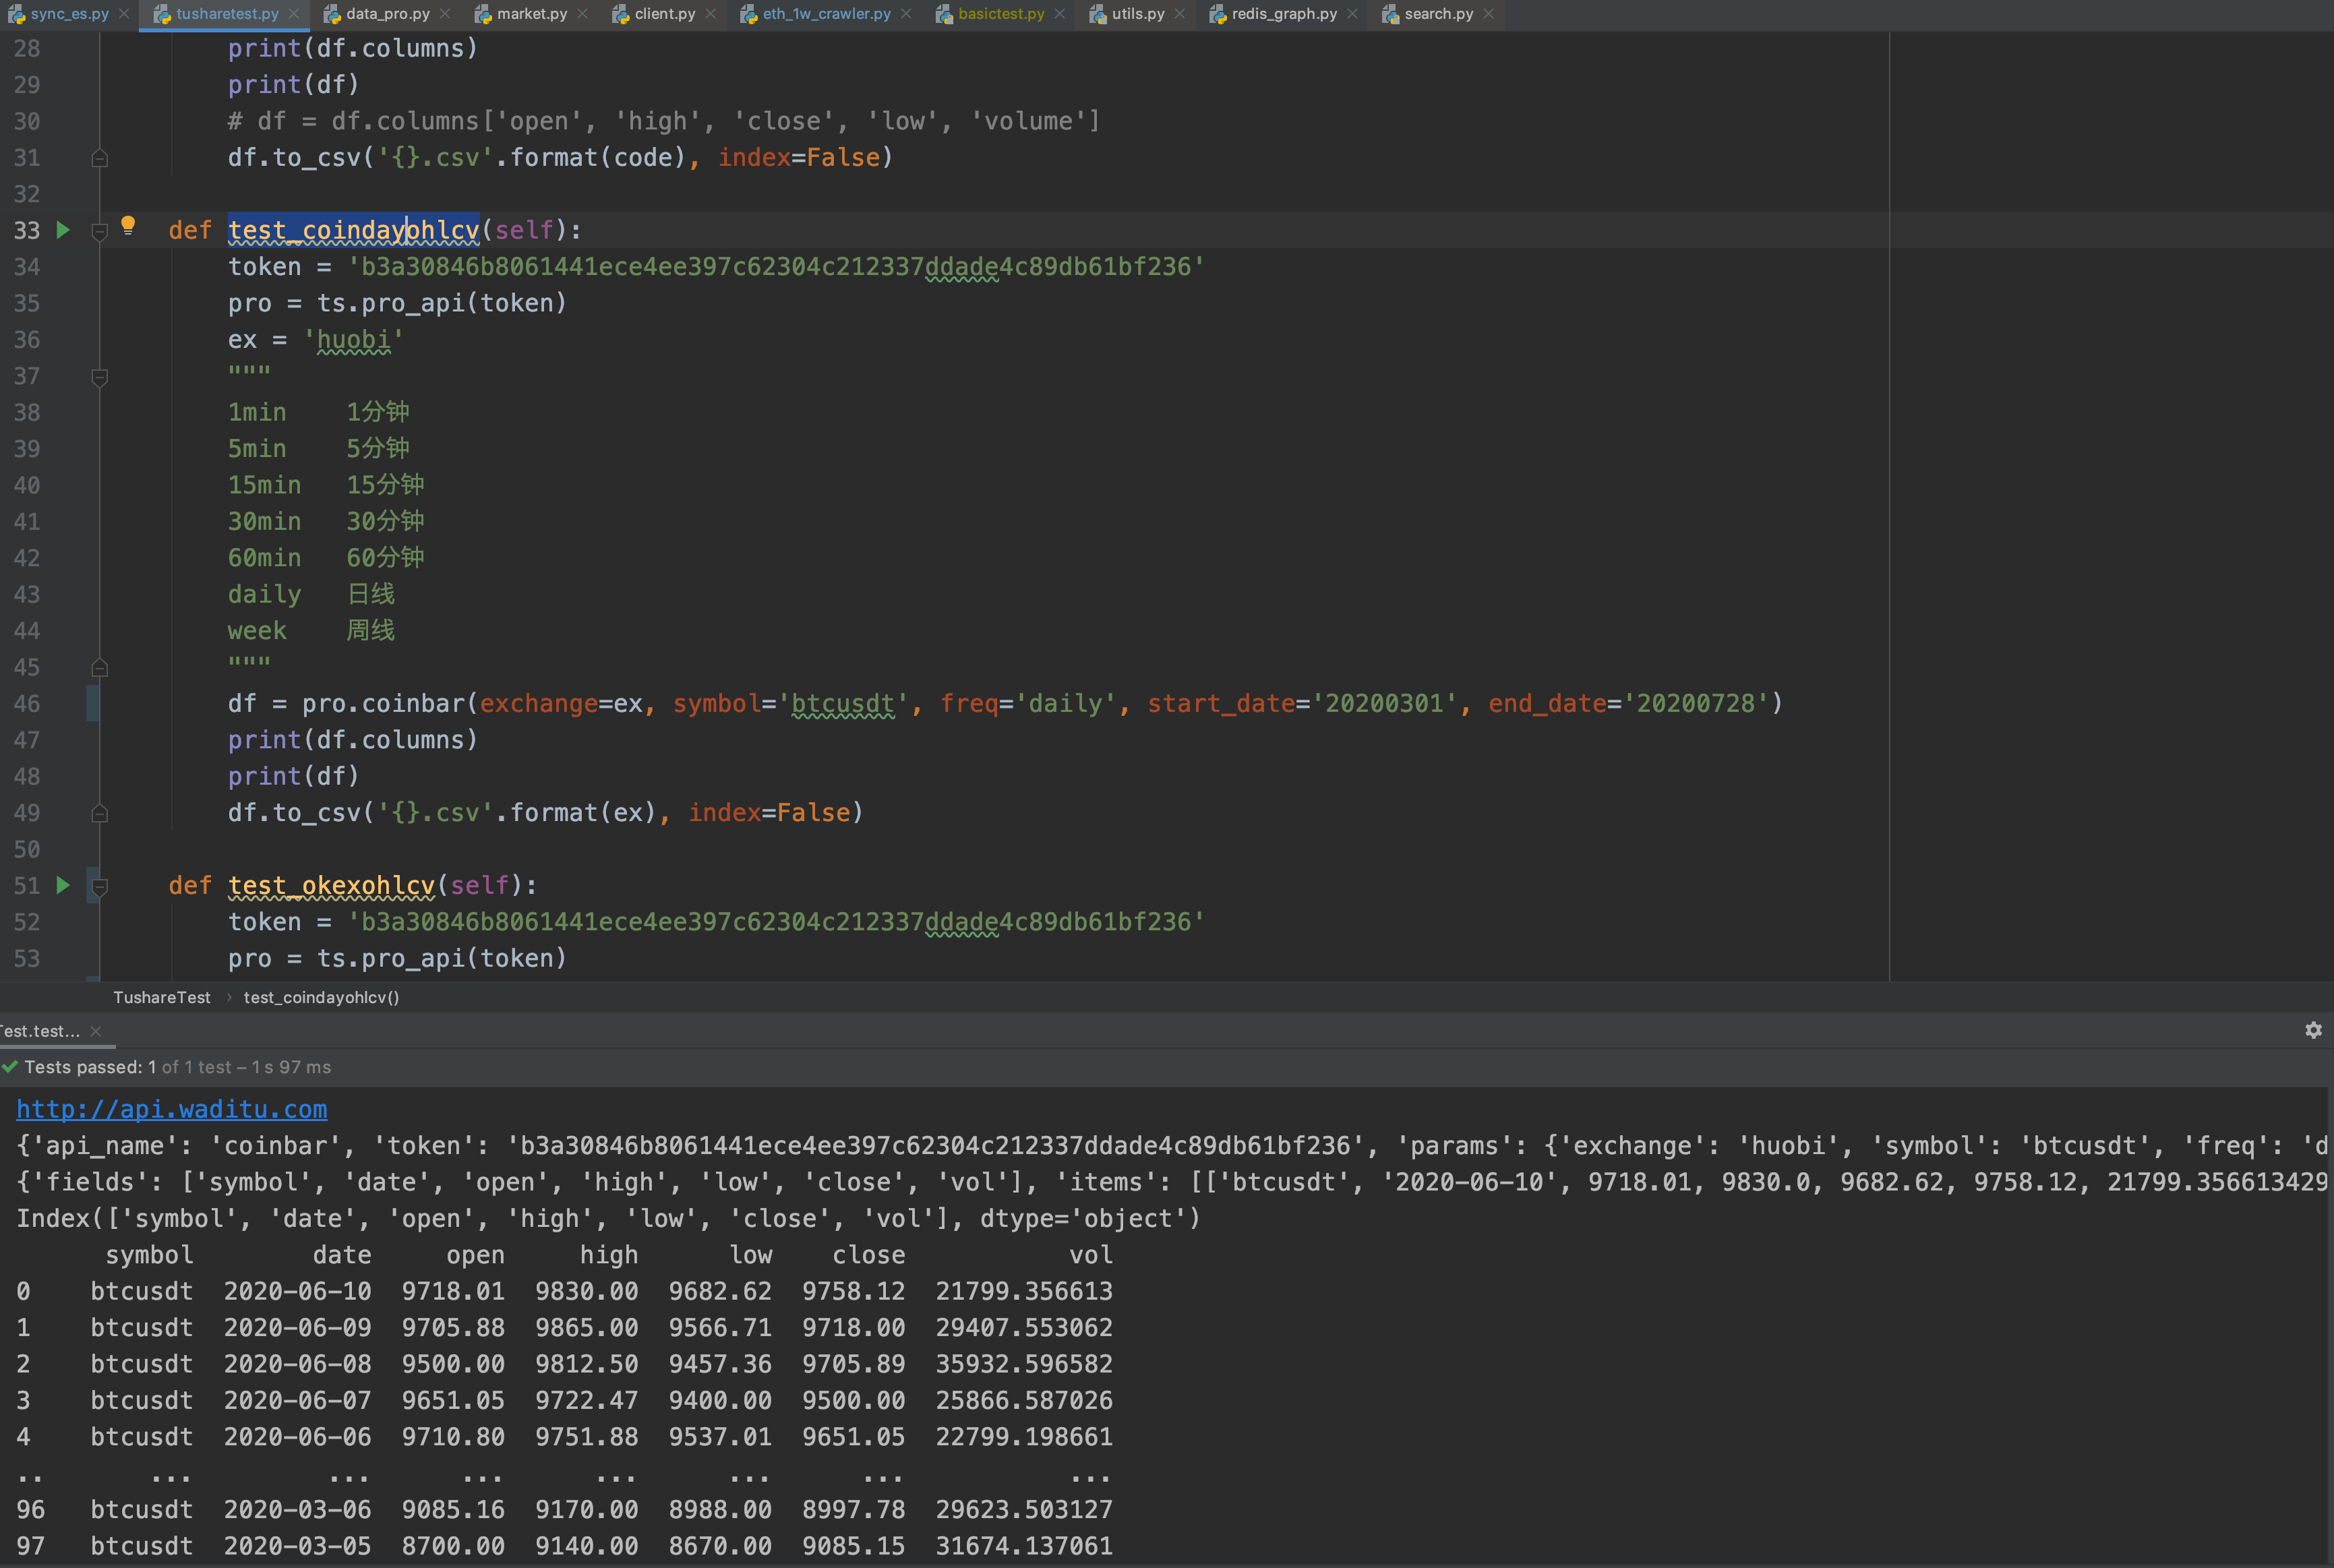 sync_es.py tusharetest.py data_pro.py market.py client.py eth_1w_crawler.py basictest.py utils.py redis_graph.py search.py
28 print(df.columns)
29 print(df)
30 # df = df.columns['open', 'high', 'close', 'low', 'volume']
31 df.to_csv('{}.csv'.format(code), index=False)
32
33 def test_coindayohlcv(self):
34 token = 'b3a30846b8061441ece4ee397c62304c212337ddade4c89db61bf236'
35 pro = ts.pro_api(token)
36 ex = 'huobi'
37 """
38 1min 1分钟
39 5min 5分钟
40 15min 15分钟
41 30min 30分钟
42 60min 60分钟
43 daily 日线
44 week 周线
45 """
46 df = pro.coinbar(exchange=ex, symbol='btcusdt', freq='daily', start_date='20200301', end_date='20200728')
47 print(df.columns)
48 print(df)
49 df.to_csv('{}.csv'.format(ex), index=False)
50
51 def test_okexohlcv(self):
52 token = 'b3a30846b8061441ece4ee397c62304c212337ddade4c89db61bf236'
53 pro = ts.pro_api(token)
TushareTest › test_coindayohlcv()
Test.test...
Tests passed: 1 of 1 test – 1 s 97 ms
http://api.waditu.com
{'api_name': 'coinbar', 'token': 'b3a30846b8061441ece4ee397c62304c212337ddade4c89db61bf236', 'params': {'exchange': 'huobi', 'symbol': 'btcusdt', 'freq': 'd
{'fields': ['symbol', 'date', 'open', 'high', 'low', 'close', 'vol'], 'items': [['btcusdt', '2020-06-10', 9718.01, 9830.0, 9682.62, 9758.12, 21799.356613429
Index(['symbol', 'date', 'open', 'high', 'low', 'close', 'vol'], dtype='object')
symbol date open high low close vol
0 btcusdt 2020-06-10 9718.01 9830.00 9682.62 9758.12 21799.356613
1 btcusdt 2020-06-09 9705.88 9865.00 9566.71 9718.00 29407.553062
2 btcusdt 2020-06-08 9500.00 9812.50 9457.36 9705.89 35932.596582
3 btcusdt 2020-06-07 9651.05 9722.47 9400.00 9500.00 25866.587026
4 btcusdt 2020-06-06 9710.80 9751.88 9537.01 9651.05 22799.198661
.. ... ... ... ... ... ... ...
96 btcusdt 2020-03-06 9085.16 9170.00 8988.00 8997.78 29623.503127
97 btcusdt 2020-03-05 8700.00 9140.00 8670.00 9085.15 31674.137061